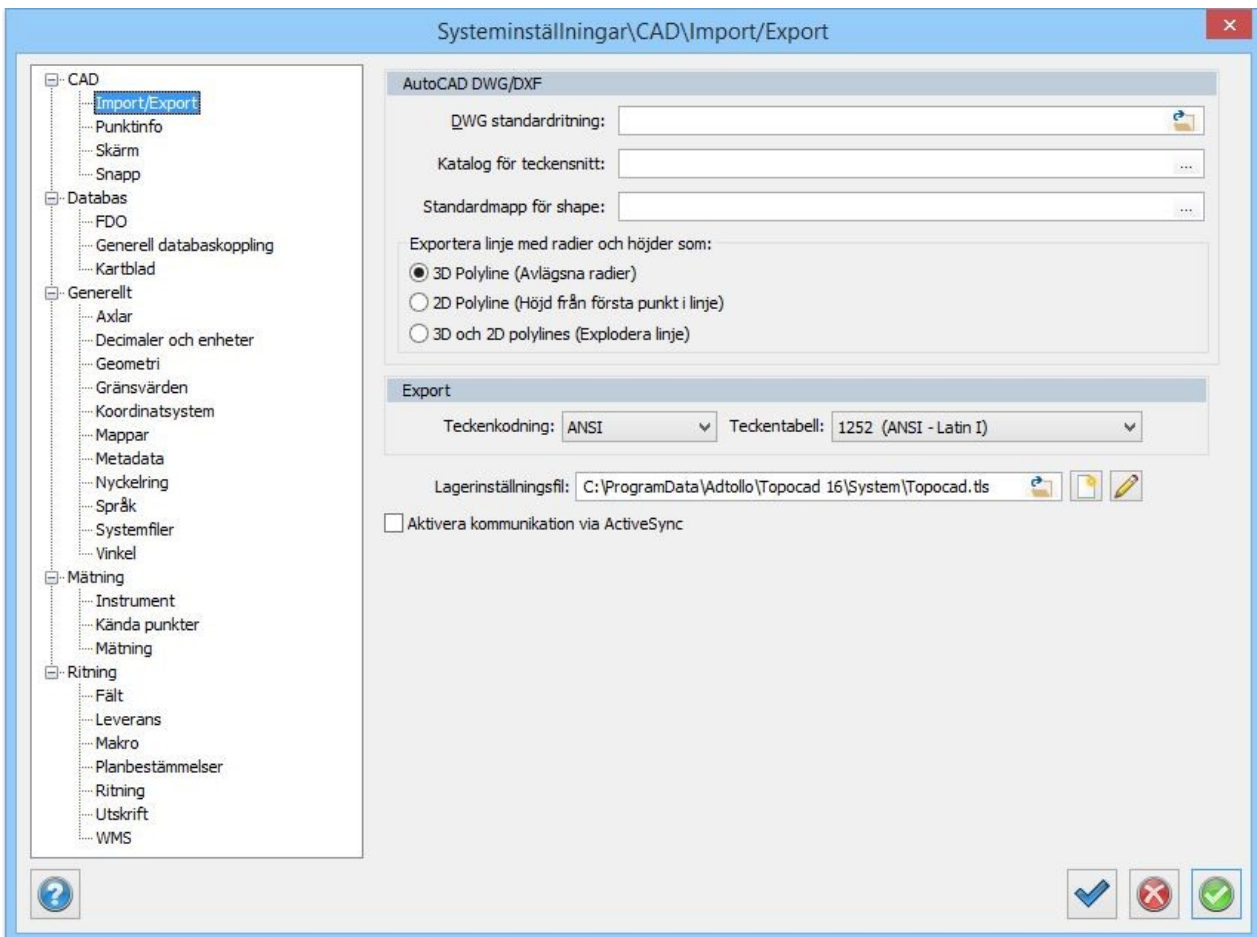 Systeminställningar\CAD\Import/Export
CAD
Import/Export
Punktinfo
Skärm
Snapp
Databas
FDO
Generell databaskoppling
Kartblad
Generellt
Axlar
Decimaler och enheter
Geometri
Gränsvärden
Koordinatsystem
Mappar
Metadata
Nyckelring
Språk
Systemfiler
Vinkel
Mätning
Instrument
Kända punkter
Mätning
Ritning
Fält
Leverans
Makro
Planbestämmelser
Ritning
Utskrift
WMS
AutoCAD DWG/DXF
DWG standardritning:
Katalog för teckensnitt: ...
Standardmapp för shape: ...
Exportera linje med radier och höjder som:
3D Polyline (Avlägsna radier)
2D Polyline (Höjd från första punkt i linje)
3D och 2D polylines (Explodera linje)
Export
Teckenkodning: ANSI Teckentabell: 1252 (ANSI - Latin I)
Lagerinställningsfil: C:\ProgramData\Adtollo\Topocad 16\System\Topocad.tls
Aktivera kommunikation via ActiveSync